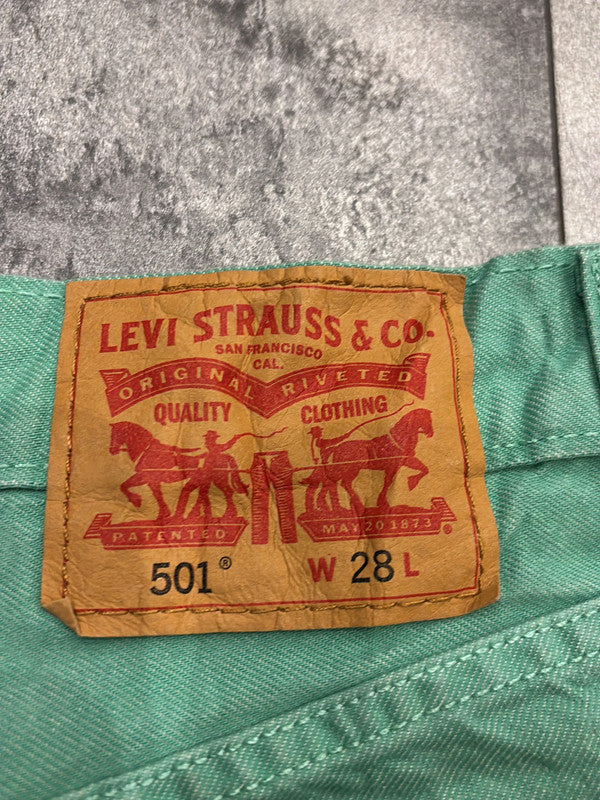 LEVI STRAUSS & CO.
SAN FRANCISCO
CAL.
ORIGINAL RIVETED
QUALITY CLOTHING
PATENTED MAY 20 1873 ®
501® W 28 L